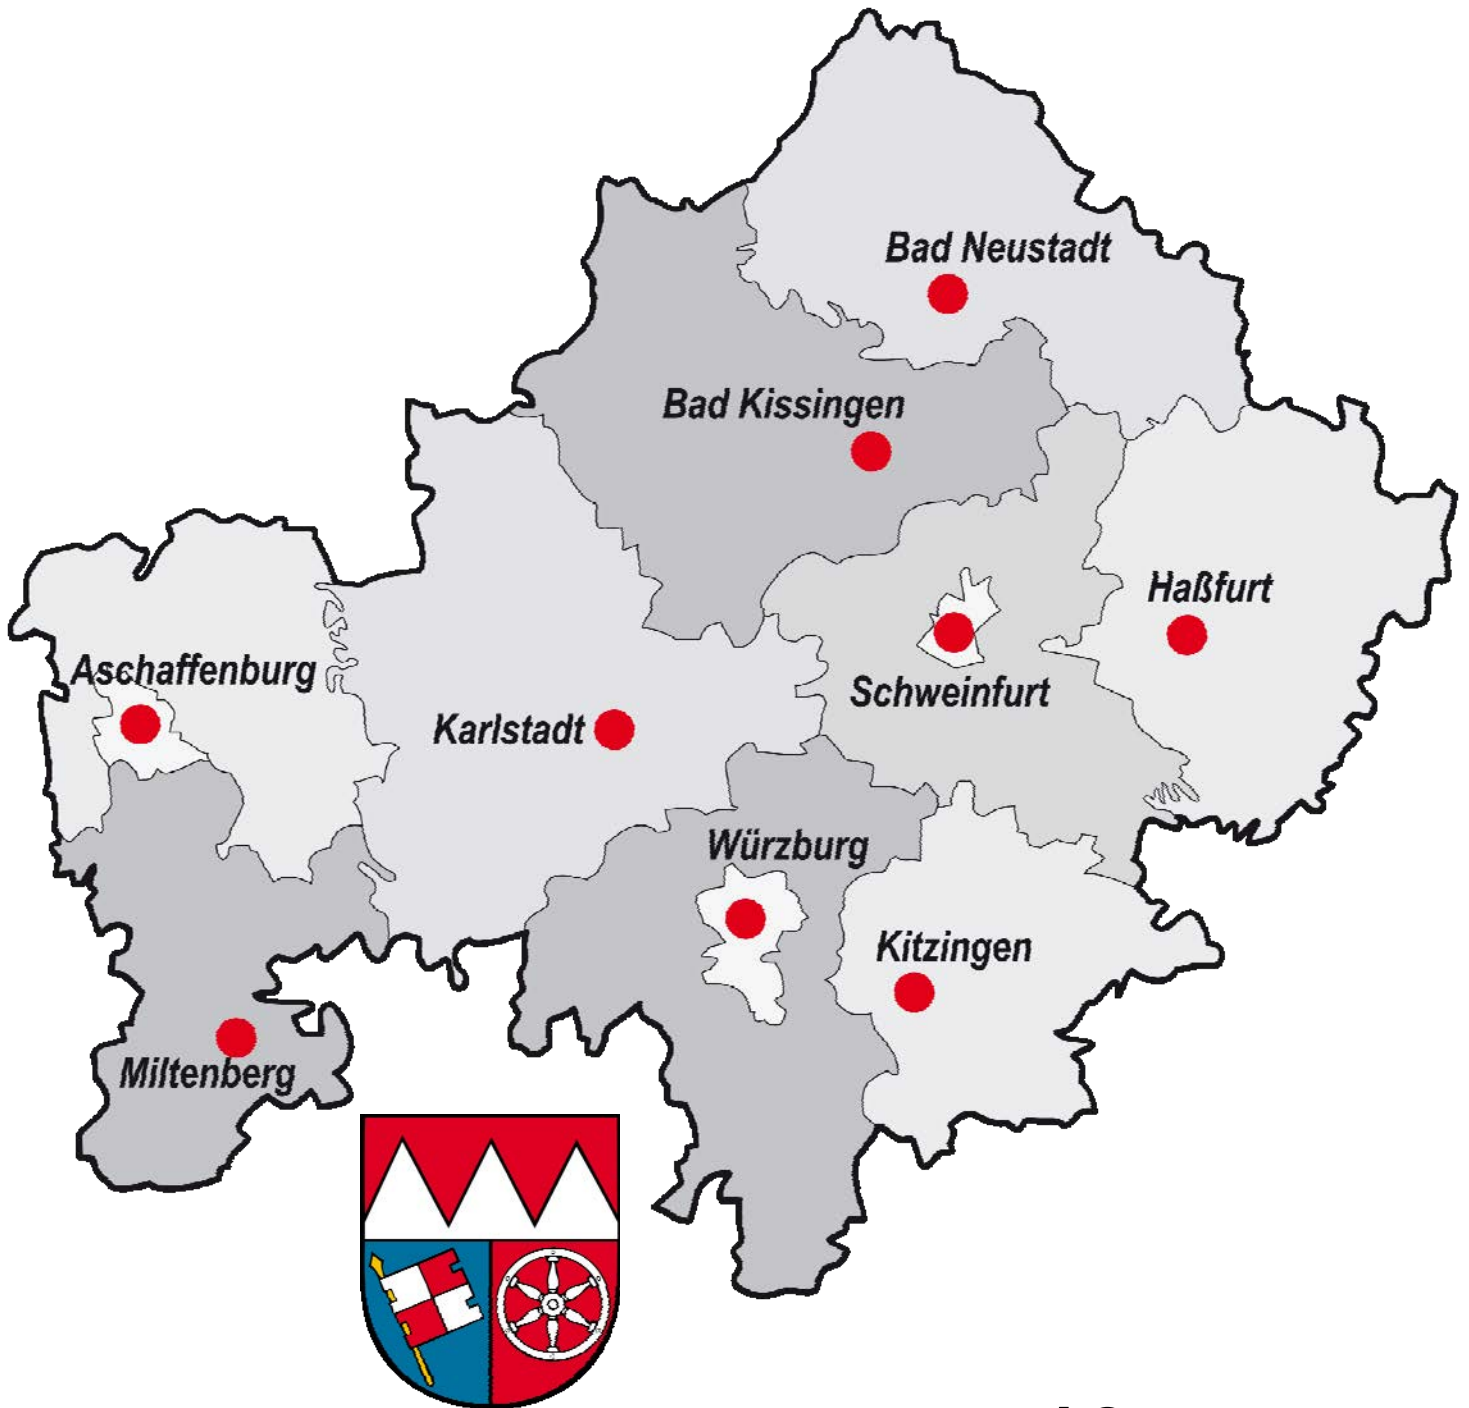 Bad Neustadt
Bad Kissingen
Haßfurt
Aschaffenburg
Schweinfurt
Karlstadt
Würzburg
Kitzingen
Miltenberg